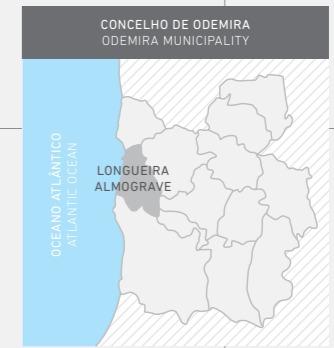 CONCELHO DE ODEMIRA
ODEMIRA MUNICIPALITY
OCEANO ATLÂNTICO
ATLANTIC OCEAN
LONGUEIRA
ALMOGRAVE